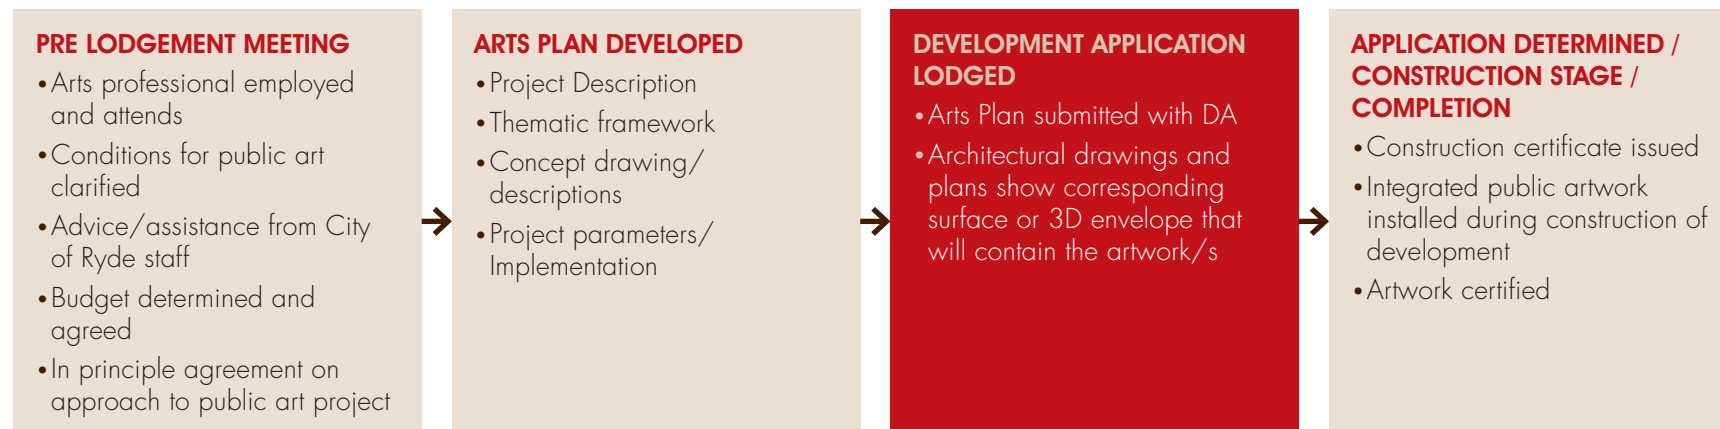 PRE LODGEMENT MEETING
•Arts professional employed
and attends
•Conditions for public art
clarified
•Advice/assistance from City
of Ryde staff
•Budget determined and
agreed
•In principle agreement on
approach to public art project
ARTS PLAN DEVELOPED
•Project Description
•Thematic framework
•Concept drawing/
descriptions
•Project parameters/
Implementation
DEVELOPMENT APPLICATION
LODGED
•Arts Plan submitted with DA
•Architectural drawings and
plans show corresponding
surface or 3D envelope that
will contain the artwork/s
APPLICATION DETERMINED /
CONSTRUCTION STAGE /
COMPLETION
•Construction certificate issued
•Integrated public artwork
installed during construction of
development
•Artwork certified